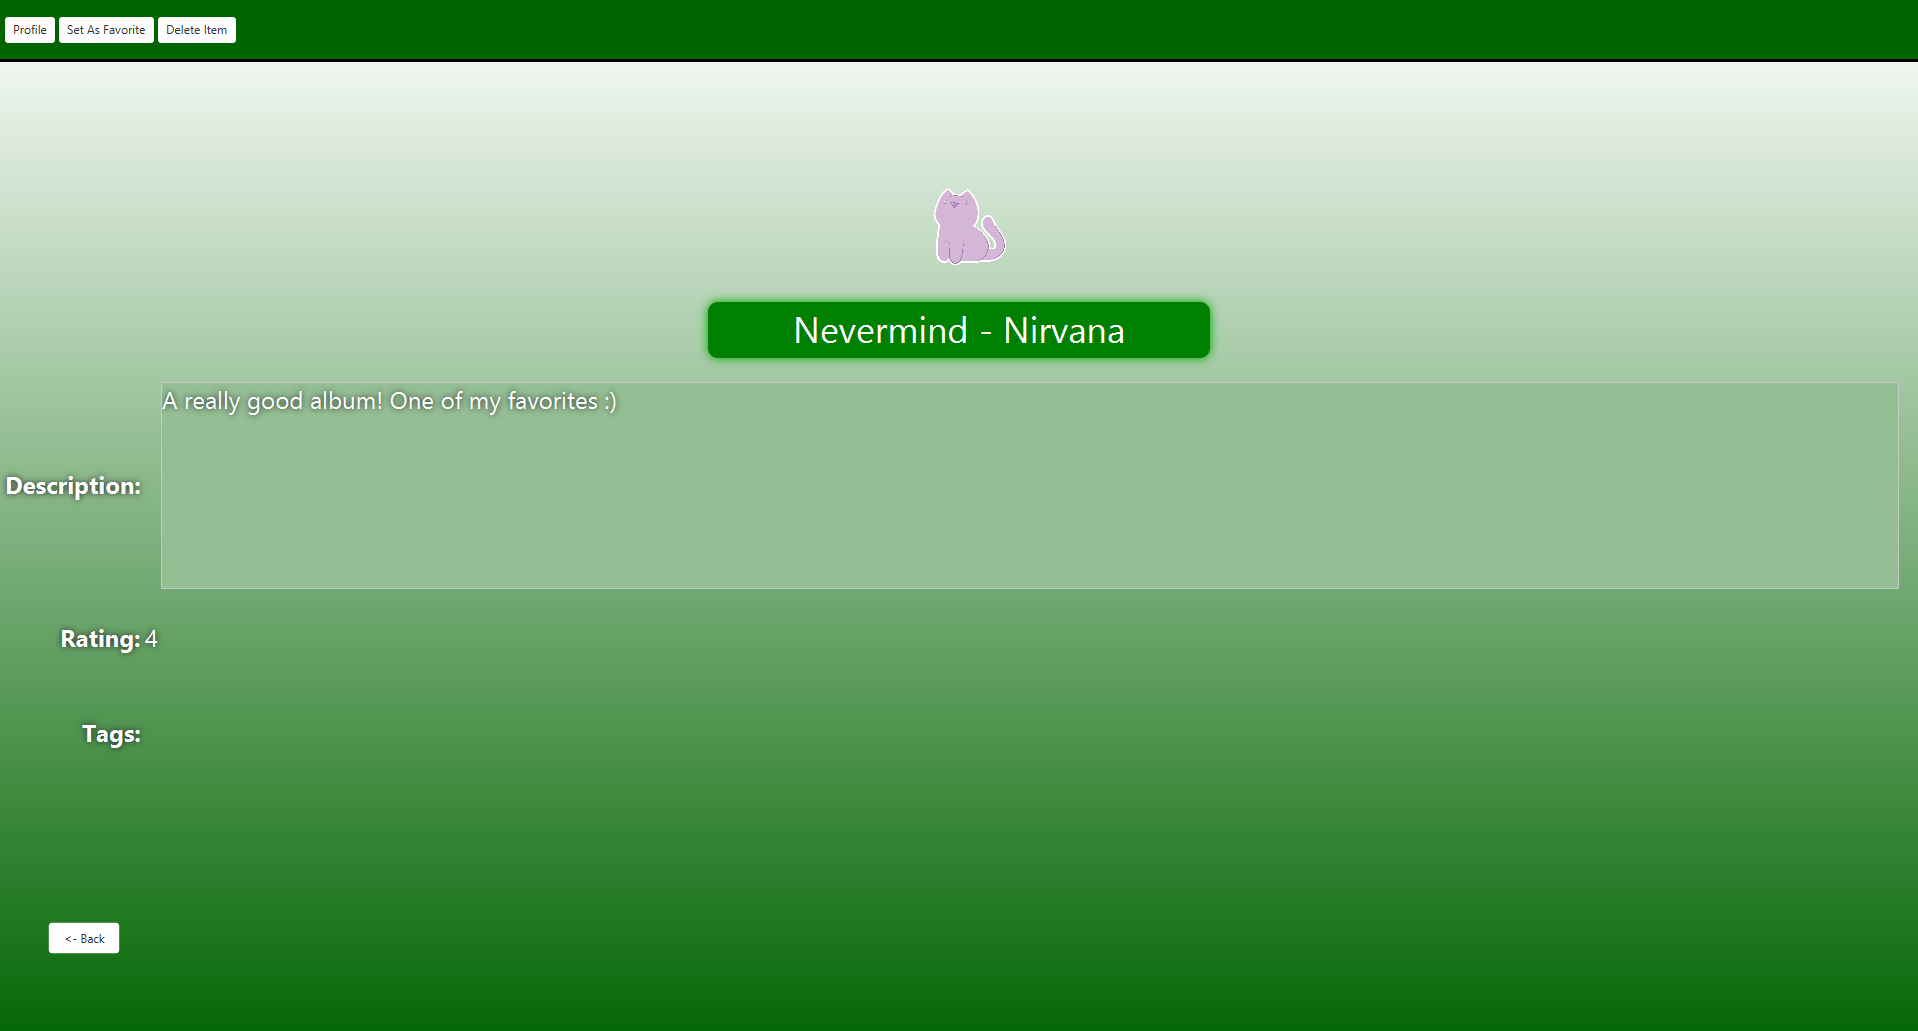 Profile Set As Favorite Delete Item
Nevermind - Nirvana
A really good album! One of my favorites :)
Description:
Rating: 4
Tags:
<- Back